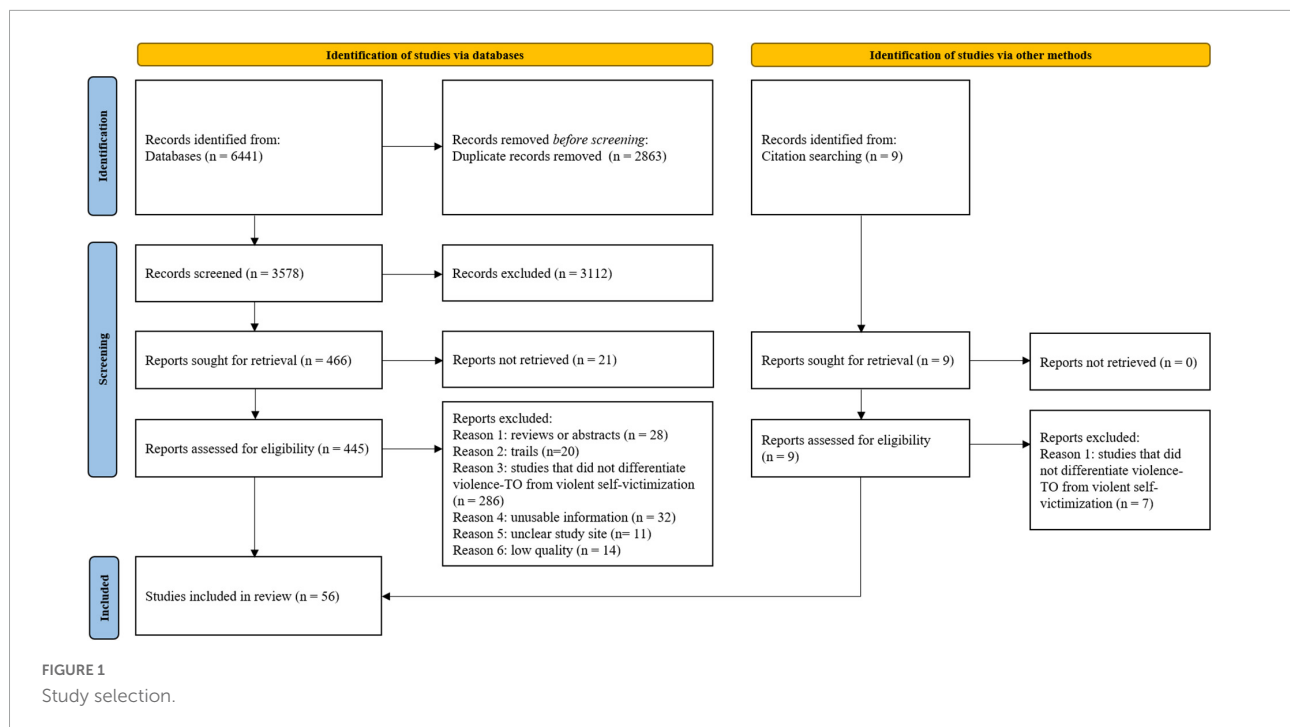 Identification of studies via databases
Identification of studies via other methods
Identification
Records identified from:
Databases (n = 6441)
Records removed before screening:
Duplicate records removed (n = 2863)
Records identified from:
Citation searching (n = 9)
Screening
Records screened (n = 3578)
Records excluded (n = 3112)
Reports sought for retrieval (n = 466)
Reports not retrieved (n = 21)
Reports sought for retrieval (n = 9)
Reports not retrieved (n = 0)
Reports assessed for eligibility (n = 445)
Reports excluded:
Reason 1: reviews or abstracts (n = 28)
Reason 2: trails (n=20)
Reason 3: studies that did not differentiate
violence-TO from violent self-victimization
(n = 286)
Reason 4: unusable information (n = 32)
Reason 5: unclear study site (n= 11)
Reason 6: low quality (n = 14)
Reports assessed for eligibility
(n = 9)
Reports excluded:
Reason 1: studies that did
not differentiate violence-
TO from violent self-
victimization (n = 7)
Included
Studies included in review (n = 56)
FIGURE 1
Study selection.